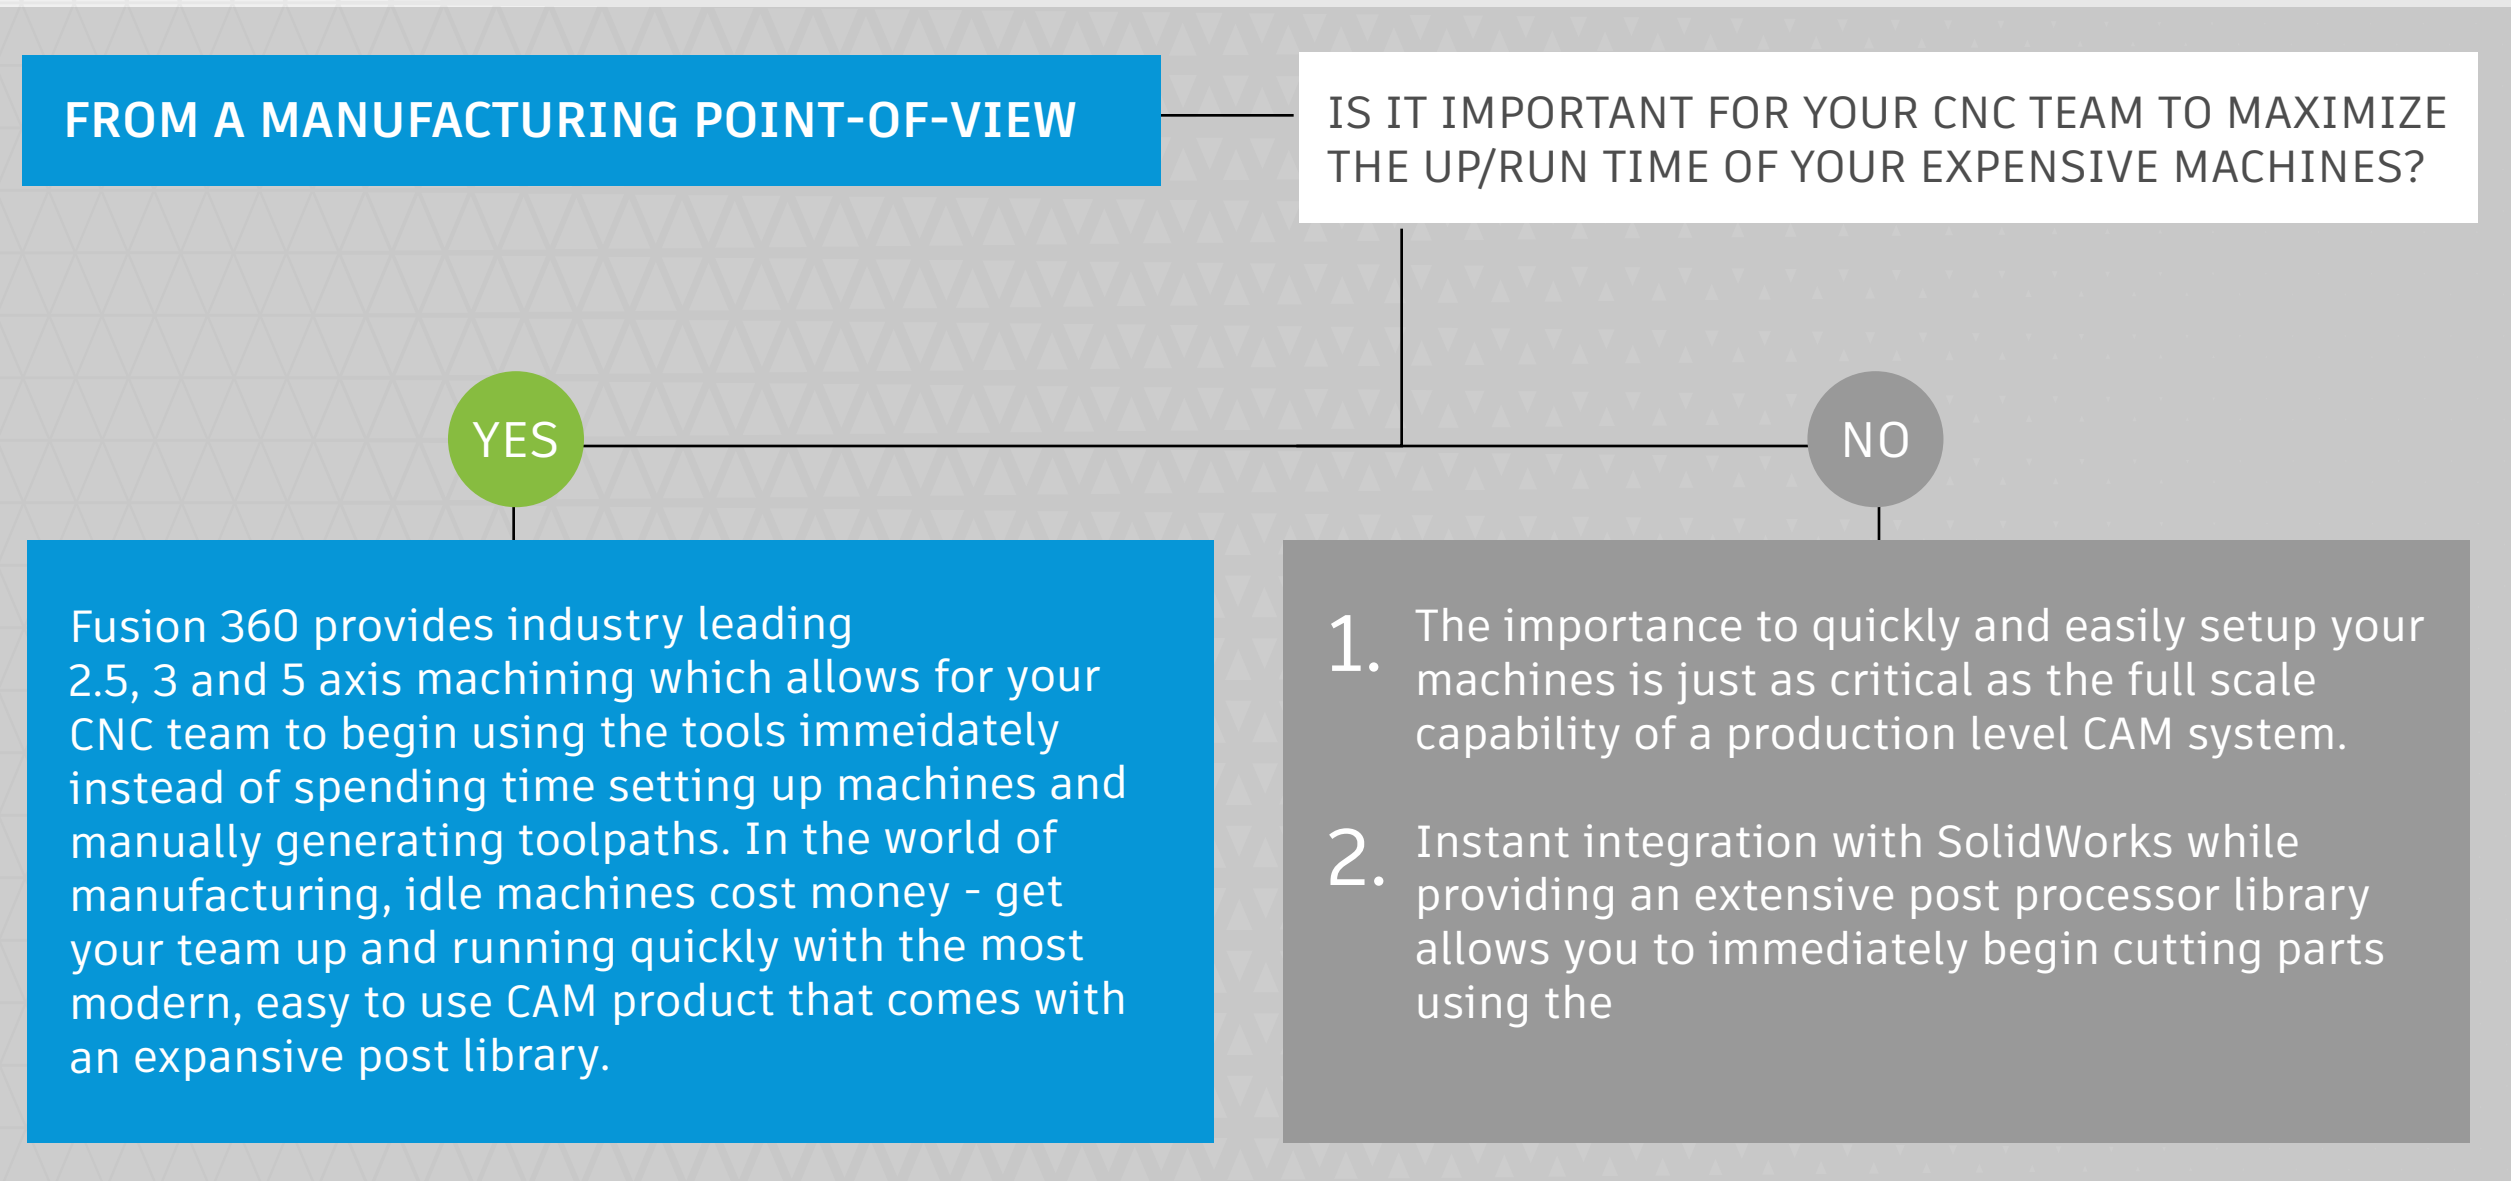 FROM A MANUFACTURING POINT-OF-VIEW
IS IT IMPORTANT FOR YOUR CNC TEAM TO MAXIMIZE
THE UP/RUN TIME OF YOUR EXPENSIVE MACHINES?
YES
NO
Fusion 360 provides industry leading
2.5, 3 and 5 axis machining which allows for your
CNC team to begin using the tools immeidately
instead of spending time setting up machines and
manually generating toolpaths. In the world of
manufacturing, idle machines cost money - get
your team up and running quickly with the most
modern, easy to use CAM product that comes with
an expansive post library.
1. The importance to quickly and easily setup your
machines is just as critical as the full scale
capability of a production level CAM system.
2. Instant integration with SolidWorks while
providing an extensive post processor library
allows you to immediately begin cutting parts
using the